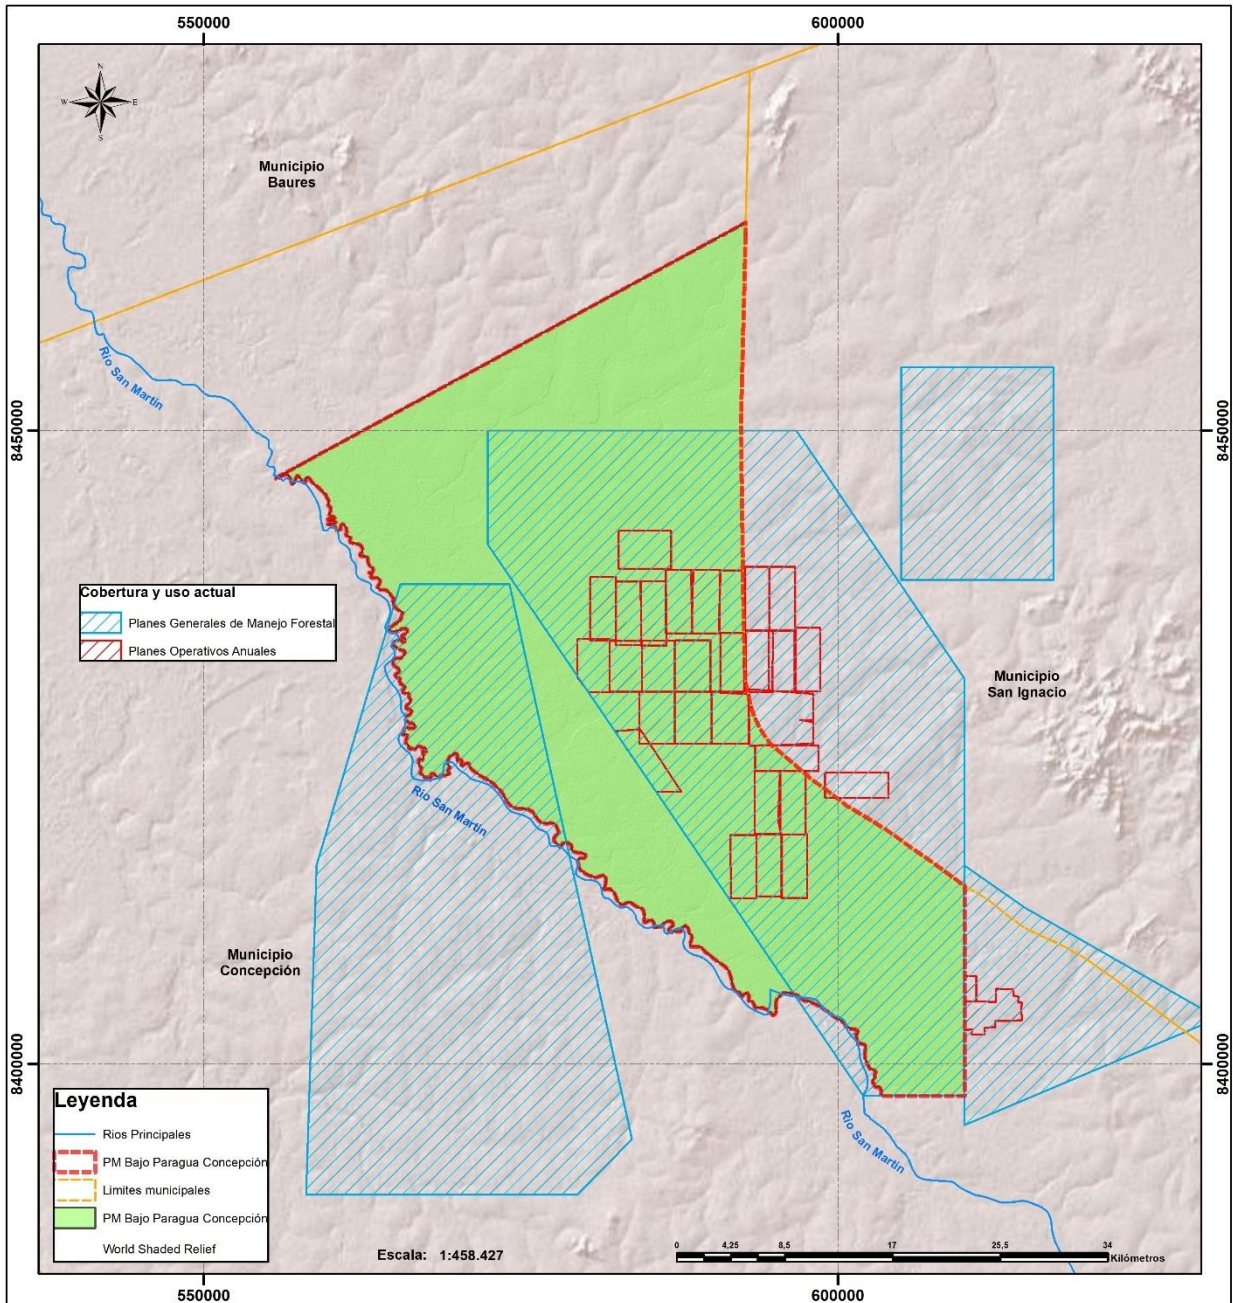 550000
600000
N
W
E
S
Municipio
Baures
Rio San Martín
8450000
8450000
Cobertura y uso actual
Planes Generales de Manejo Forestal
Planes Operativos Anuales
Municipio
San Ignacio
Rio San Martín
Municipio
Concepción
8400000
8400000
Rio San Martín
Leyenda
Rios Principales
PM Bajo Paragua Concepción
Limites municipales
PM Bajo Paragua Concepción
World Shaded Relief
Escala: 1:458.427
0 4,25 8,5 17 25,5 34
Kilómetros
550000
600000